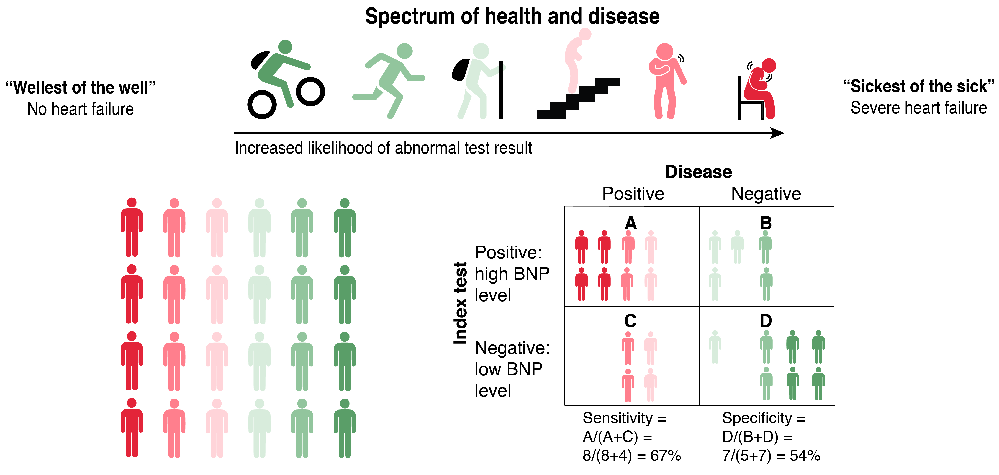 Spectrum of health and disease
“Wellest of the well”
No heart failure
“Sickest of the sick”
Severe heart failure
Increased likelihood of abnormal test result
Disease
Positive
Negative
Index test
Positive:
high BNP
level
A
B
Negative:
low BNP
level
C
D
Sensitivity =
A/(A+C) =
8/(8+4) = 67%
Specificity =
D/(B+D) =
7/(5+7) = 54%